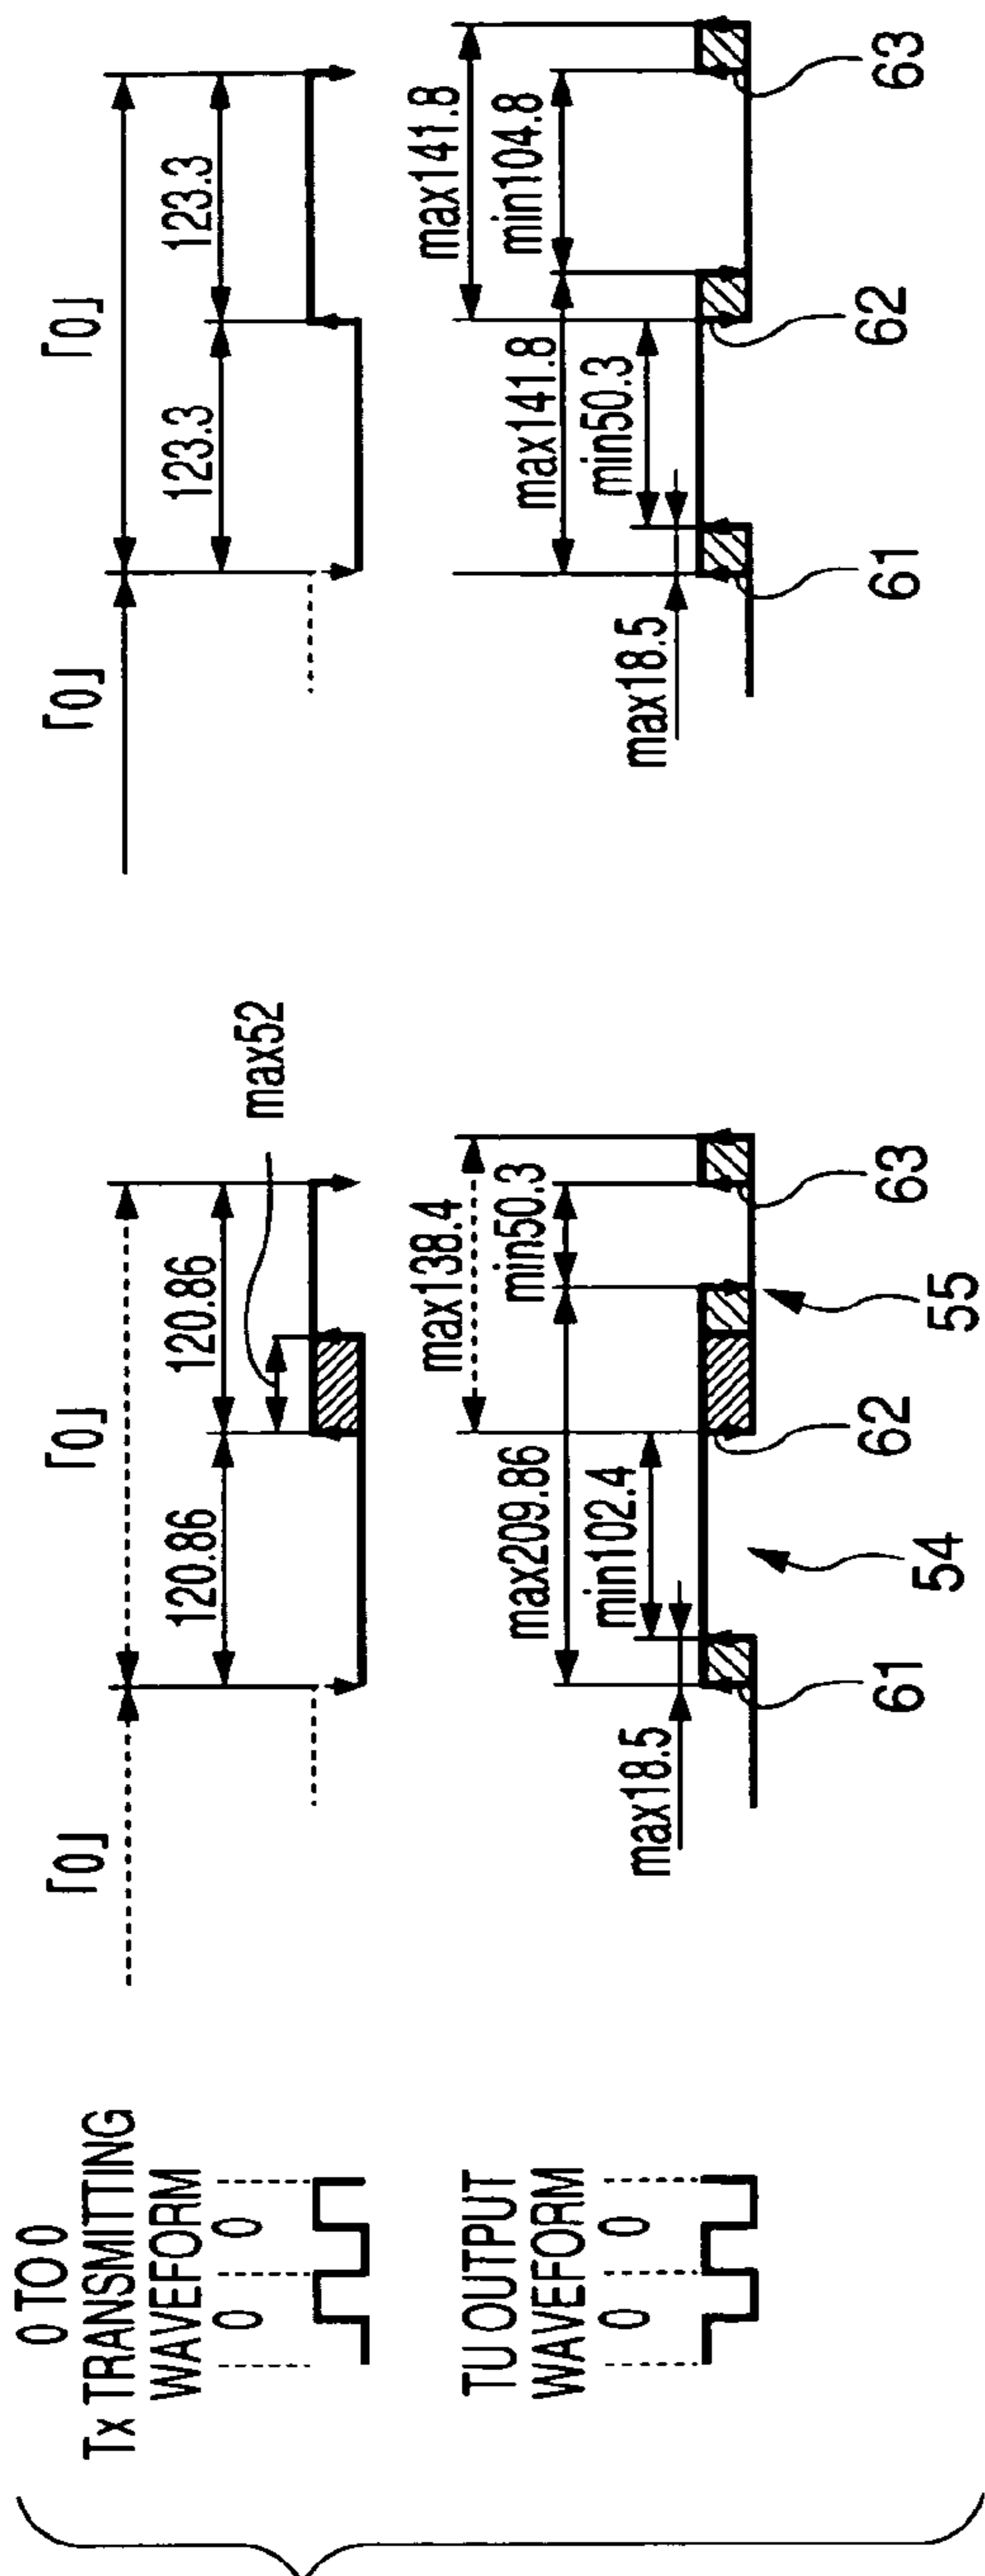 0 TO 0
Tx TRANSMITTING
WAVEFORM
0 0
TU OUTPUT
WAVEFORM
0 0
「0」 「0」
120.86 120.86
max52
max138.4
max209.86 min50.3
min102.4
max18.5
61 54 62 55 63
「0」 「0」
123.3 123.3
max141.8
max141.8 min104.8
min50.3
max18.5
61 62 63